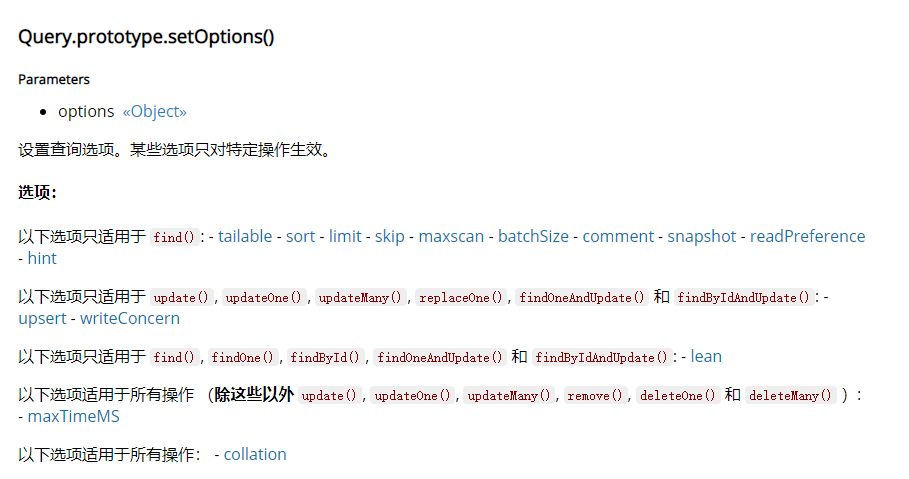 Query.prototype.setOptions()
Parameters
• options «Object»
设置查询选项。某些选项只对特定操作生效。
选项：
以下选项只适用于 find(): - tailable - sort - limit - skip - maxscan - batchSize - comment - snapshot - readPreference
- hint
以下选项只适用于 update(), updateOne(), updateMany(), replaceOne(), findOneAndUpdate() 和 findByIdAndUpdate(): -
upsert - writeConcern
以下选项只适用于 find(), findOne(), findById(), findOneAndUpdate() 和 findByIdAndUpdate(): - lean
以下选项适用于所有操作 （除这些以外 update(), updateOne(), updateMany(), remove(), deleteOne() 和 deleteMany() ）:
- maxTimeMS
以下选项适用于所有操作： - collation